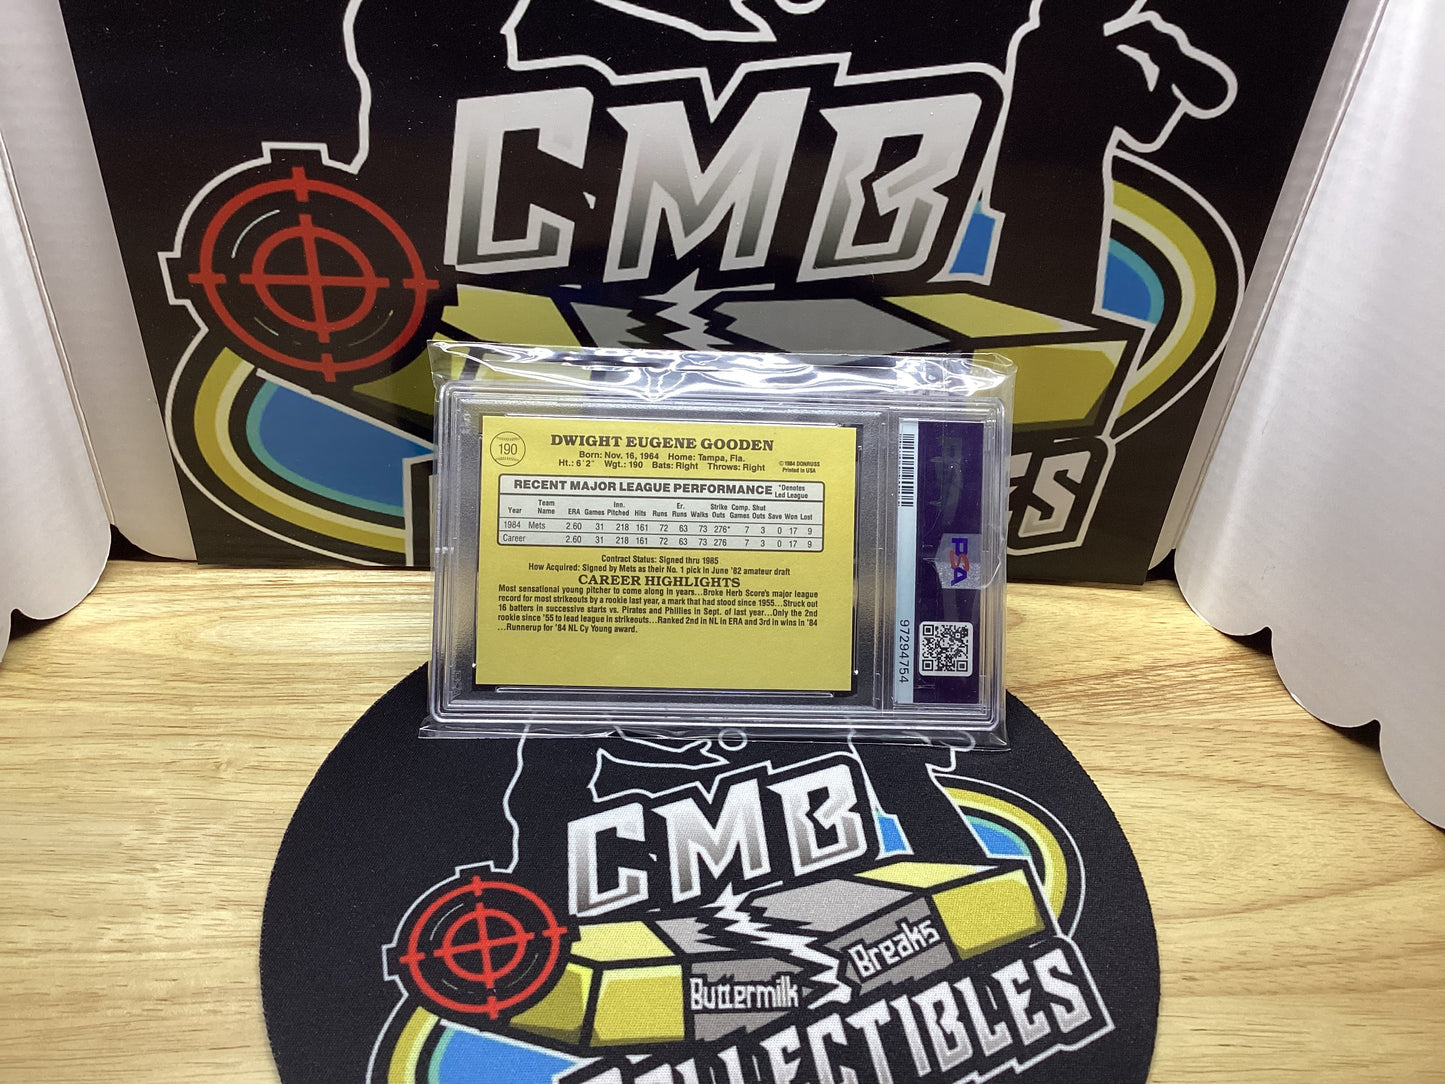 CMB
190
DWIGHT EUGENE GOODEN
Born: Nov. 16, 1964 Home: Tampa, Fla.
Ht.: 6'2" Wgt.: 190 Bats: Right Throws: Right
©1984 DONRUSS
Printed in USA
RECENT MAJOR LEAGUE PERFORMANCE
*Denotes
Led League
Year Team Name ERA Games Inn. Pitched Hits Runs Er. Runs Walks Strike Outs Comp. Games Shut Outs Save Won Lost
1984 Mets 2.60 31 218 161 72 63 73 276* 7 3 0 17 9
Career 2.60 31 218 161 72 63 73 276 7 3 0 17 9
Contract Status: Signed thru 1985
How Acquired: Signed by Mets as their No. 1 pick in June '82 amateur draft
CAREER HIGHLIGHTS
Most sensational young pitcher to come along in years...Broke Herb Score's major league
record for most strikeouts by a rookie last year, a mark that had stood since 1955...Struck out
16 batters in successive starts vs. Pirates and Phillies in Sept. of last year...Only the 2nd
rookie since '55 to lead league in strikeouts...Ranked 2nd in NL in ERA and 3rd in wins in '84
...Runnerup for '84 NL Cy Young award.
PSA
97294754
CMB
Buttermilk Breaks
COLLECTIBLES